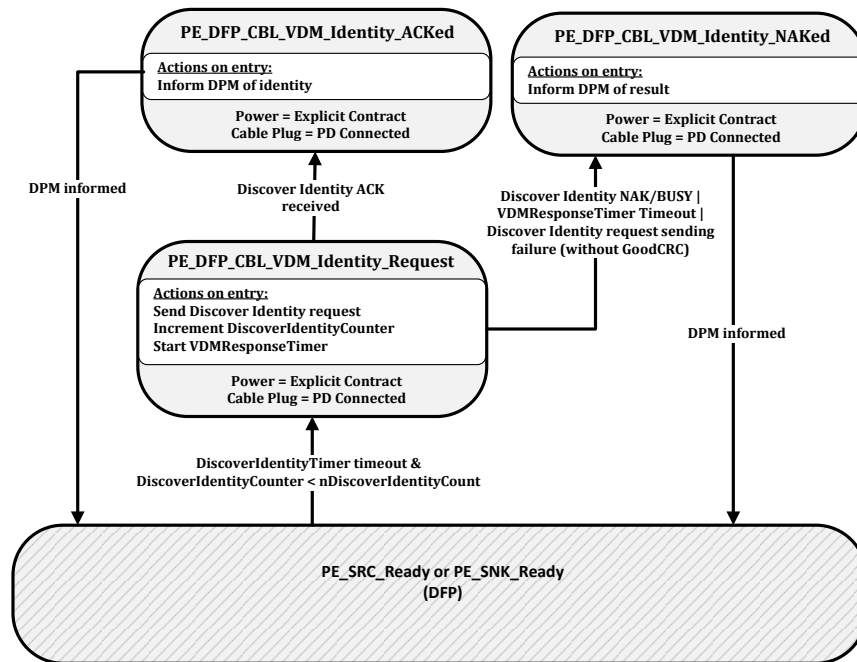 PE_DFP_CBL_VDM_Identity_ACKed
Actions on entry:
Inform DPM of identity
Power = Explicit Contract
Cable Plug = PD Connected
PE_DFP_CBL_VDM_Identity_NAKed
Actions on entry:
Inform DPM of result
Power = Explicit Contract
Cable Plug = PD Connected
DPM informed
Discover Identity ACK
received
Discover Identity NAK/BUSY |
VDMResponseTimer Timeout |
Discover Identity request sending
failure (without GoodCRC)
PE_DFP_CBL_VDM_Identity_Request
Actions on entry:
Send Discover Identity request
Increment DiscoverIdentityCounter
Start VDMResponseTimer
Power = Explicit Contract
Cable Plug = PD Connected
DPM informed
DiscoverIdentityTimer timeout &
DiscoverIdentityCounter < nDiscoverIdentityCount
PE_SRC_Ready or PE_SNK_Ready
(DFP)